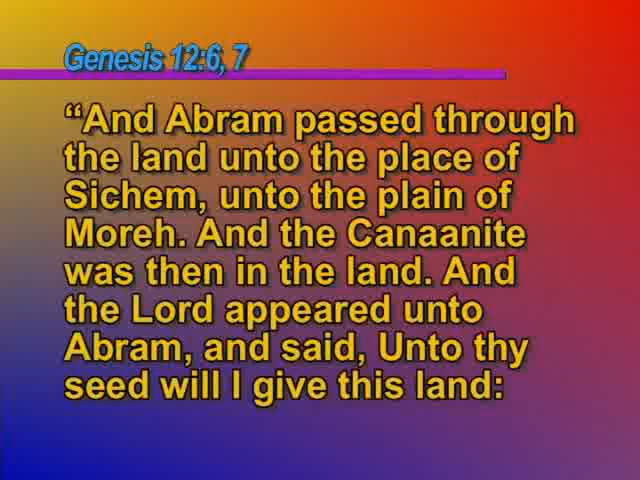 Genesis 12:6, 7
“And Abram passed through
the land unto the place of
Sichem, unto the plain of
Moreh. And the Canaanite
was then in the land. And
the Lord appeared unto
Abram, and said, Unto thy
seed will I give this land: